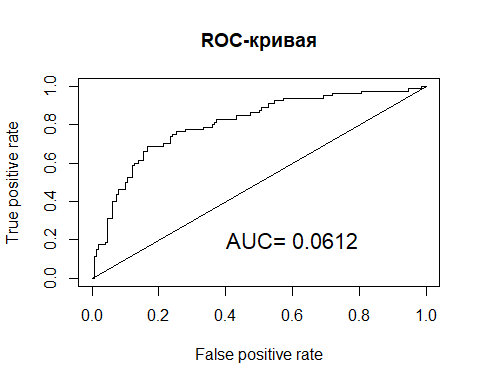 ROC-кривая
True positive rate
1.0
0.8
0.6
0.4
0.2
0.0
AUC= 0.0612
0.0 0.2 0.4 0.6 0.8 1.0
False positive rate